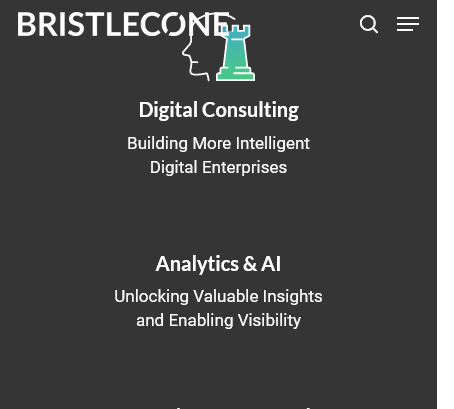 BRISTLECONE
Digital Consulting
Building More Intelligent
Digital Enterprises
Analytics & AI
Unlocking Valuable Insights
and Enabling Visibility